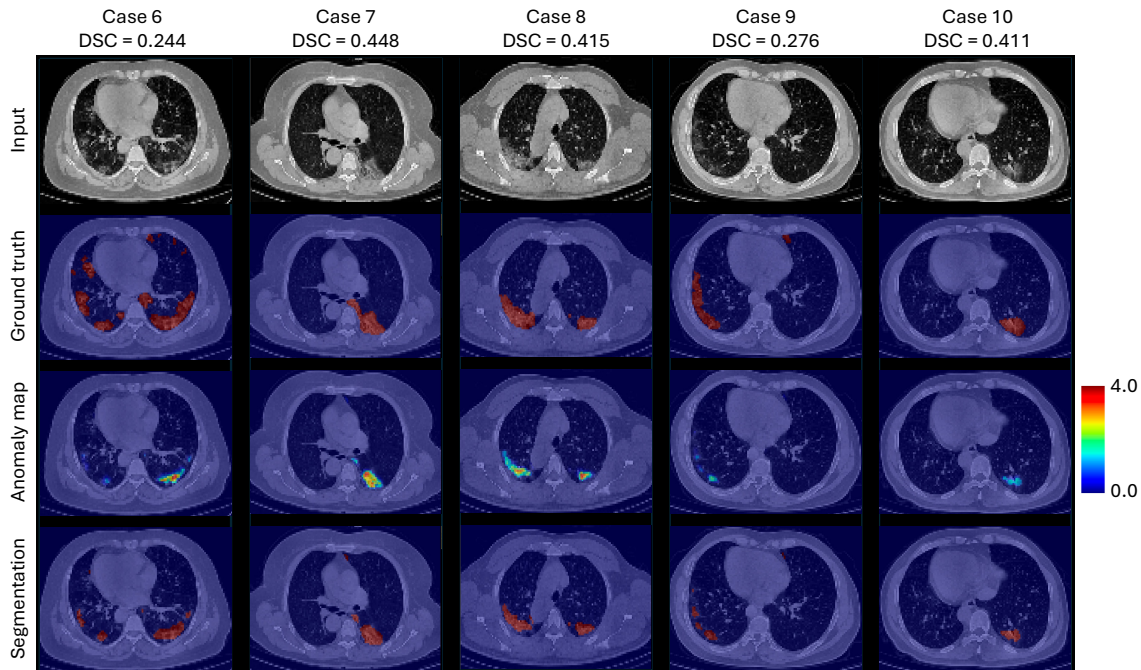 Case 6
DSC = 0.244
Case 7
DSC = 0.448
Case 8
DSC = 0.415
Case 9
DSC = 0.276
Case 10
DSC = 0.411
Input
Ground truth
Anomaly map
4.0
0.0
Segmentation